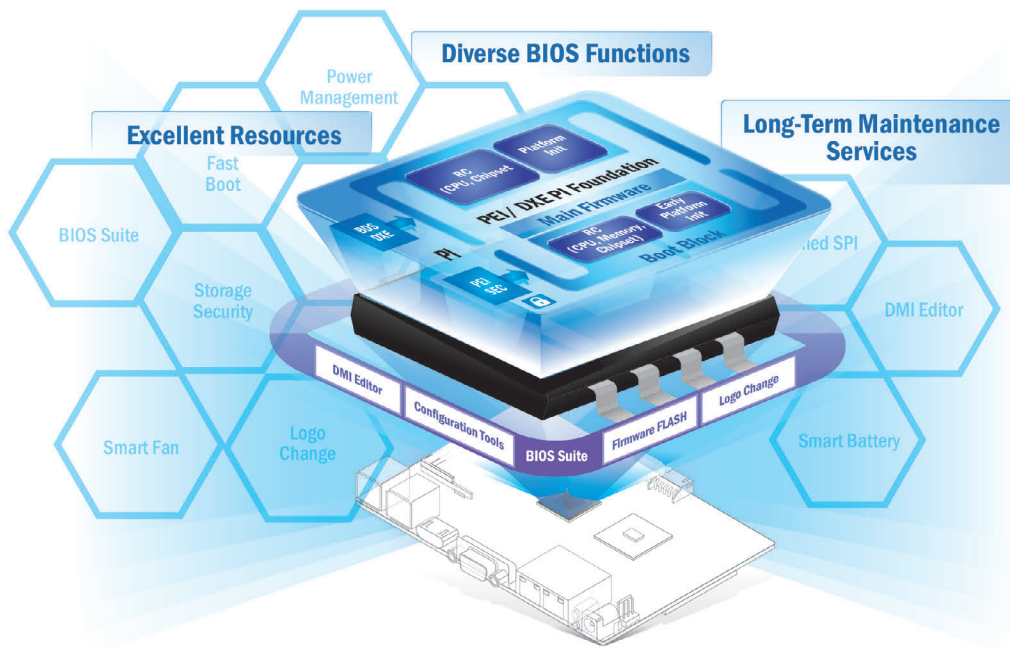 Diverse BIOS Functions
Power
Management
Excellent Resources
Long-Term Maintenance
Services
Fast
Boot
BIOS Suite
Storage
Security
Smart Fan
Logo
Change
RC
(CPU, Chipset
Platform
Init
PEI/ DXE PI Foundation
Main Firmware
BDS
DXE
PI
RC
(CPU, Memory,
Chipset)
Early
Platform
init
Boot Block
PEI
SEC
SPI
DMI Editor
Smart Battery
DMI Editor
Configuration Tools
BIOS Suite
Firmware FLASH
Logo Change